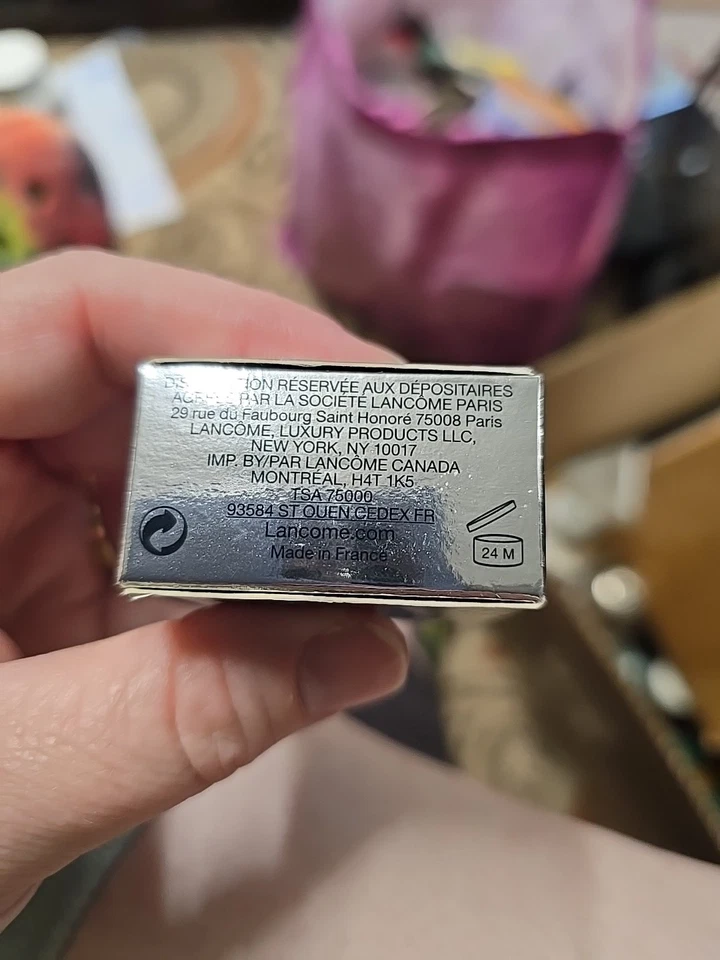 RÉSERVÉE AUX DÉPOSITAIRES
PAR LA SOCIÉTÉ LANCÔME PARIS
29 rue du Faubourg Saint Honoré 75008 Paris
LANCÔME, LUXURY PRODUCTS LLC,
NEW YORK, NY 10017
IMP. BY/PAR LANCÔME CANADA
MONTRÉAL, H4T 1K5
TSA 75000
93584 ST OUEN CEDEX FR
Lancome.com
Made in France
24 M